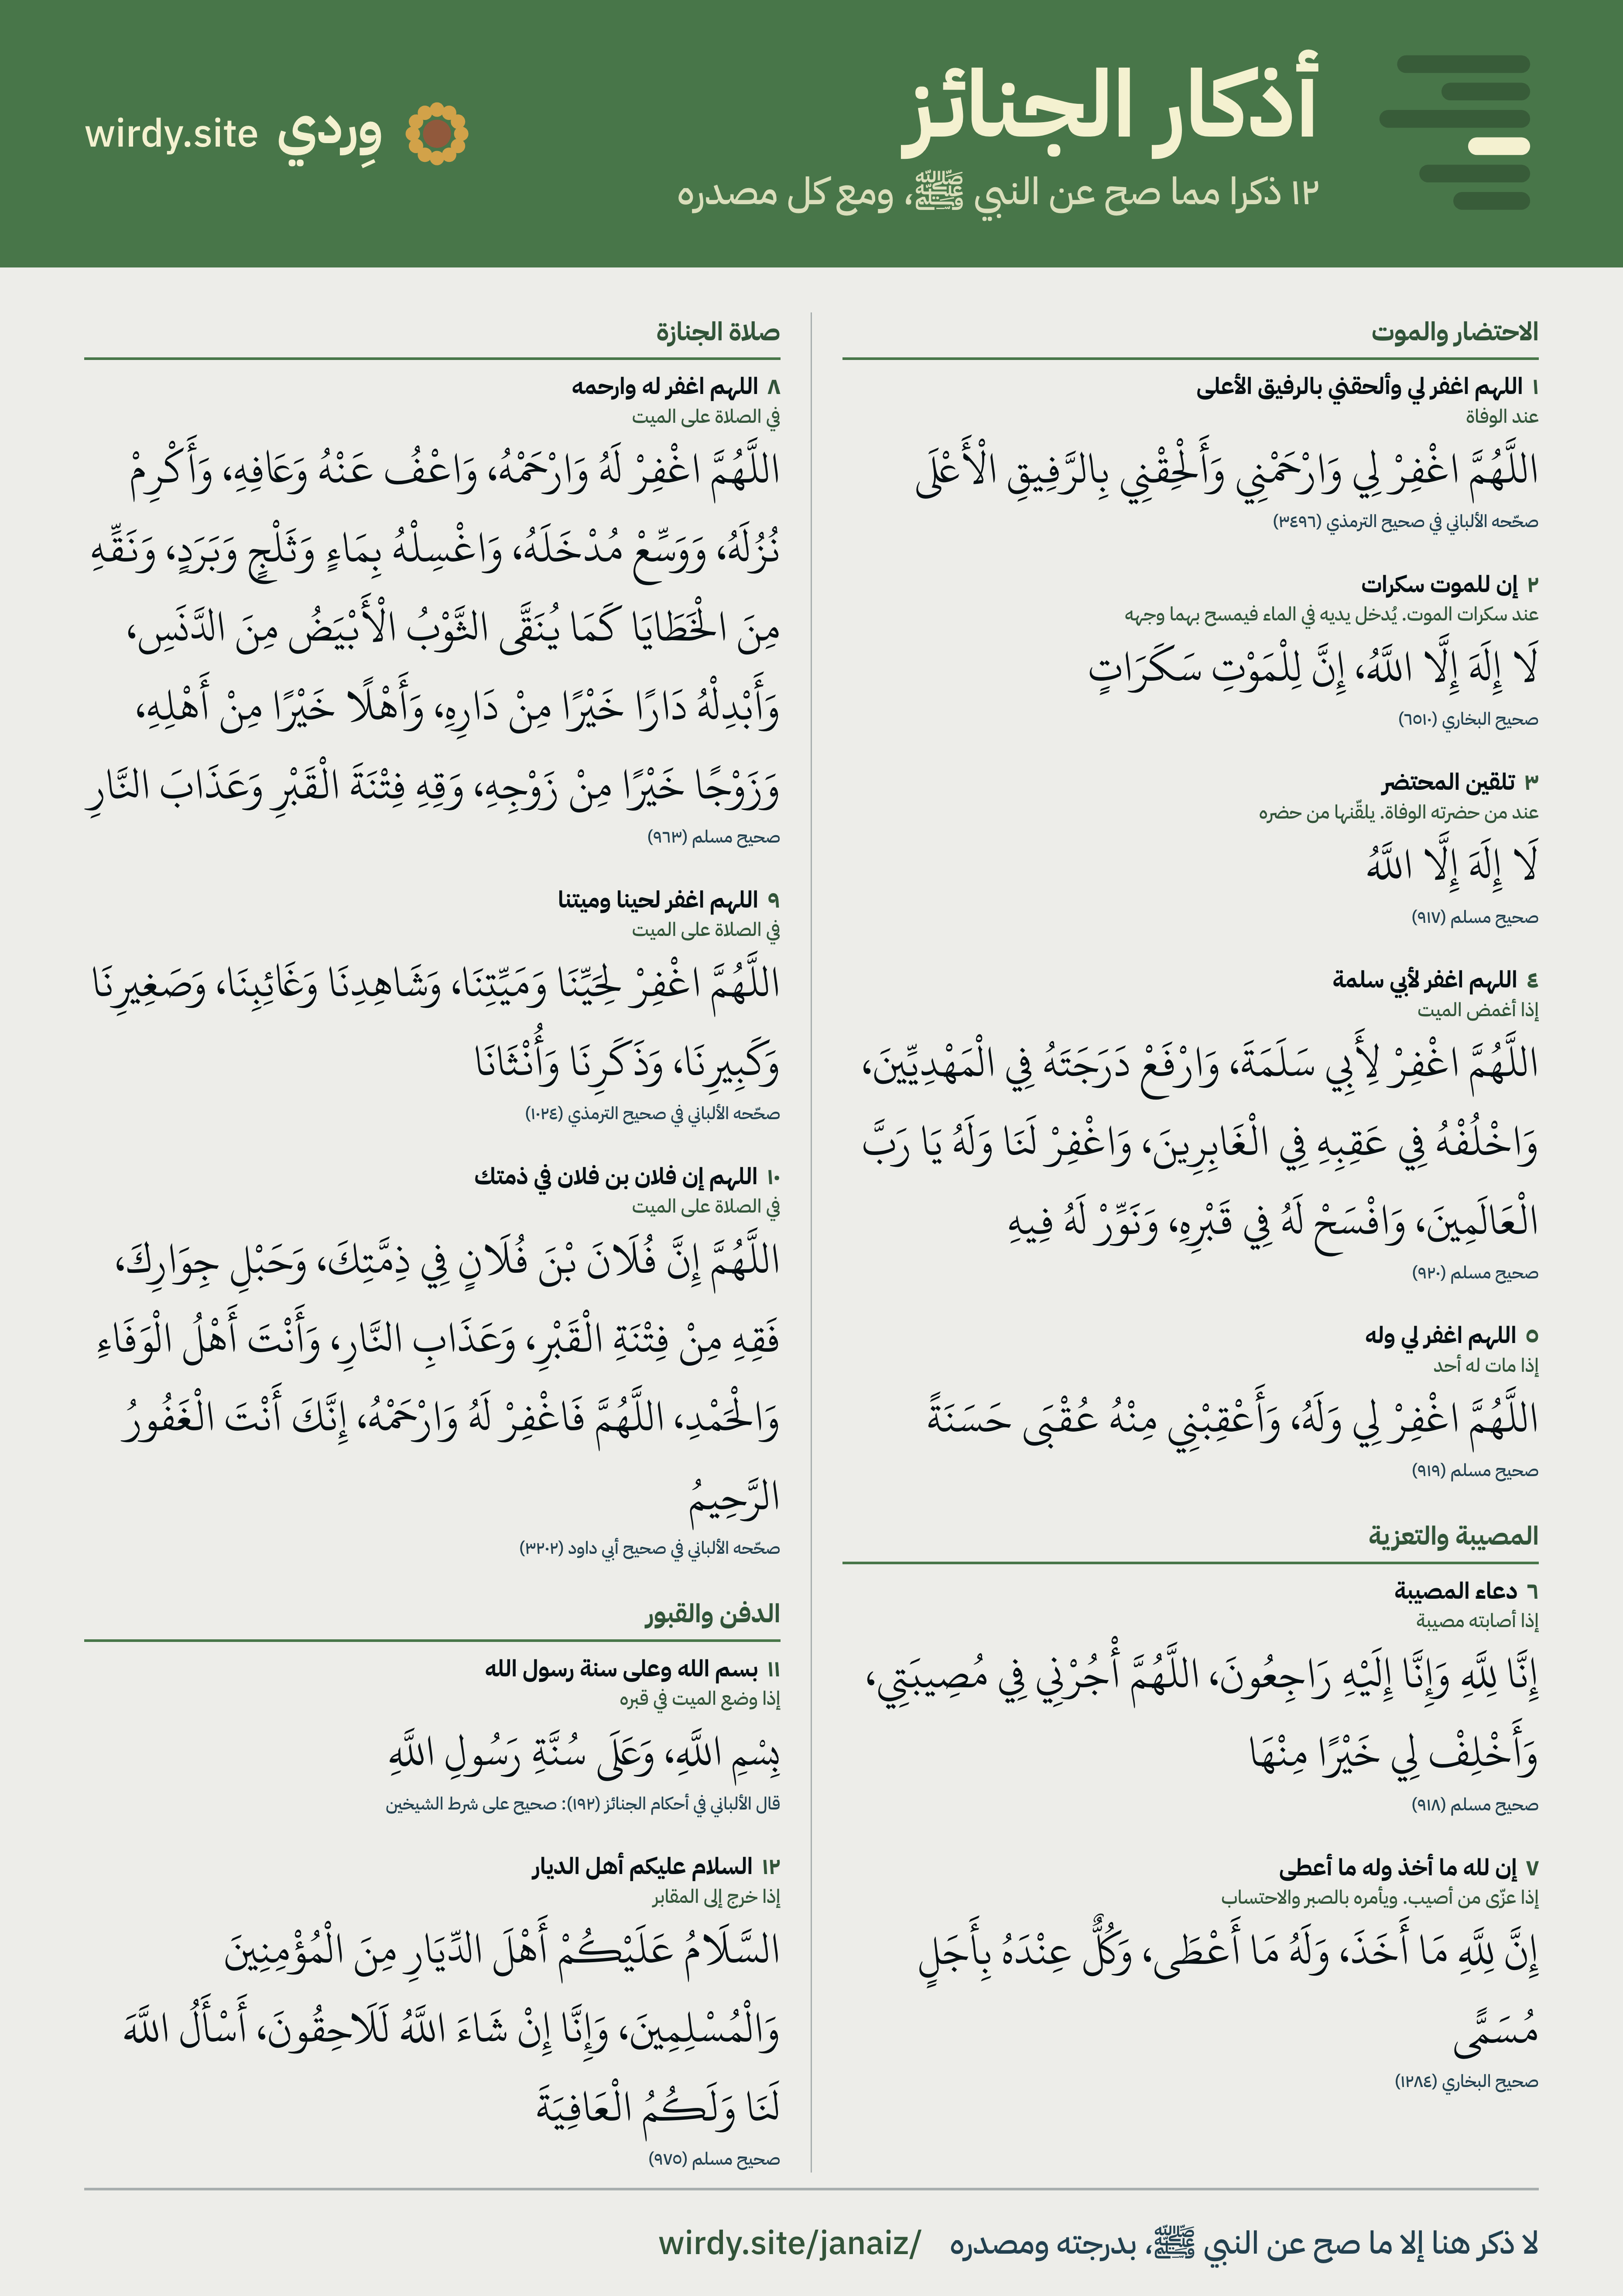 أذكار الجنائز
١٢ ذكرا مما صح عن النبي ﷺ، ومع كل مصدره
وِردي wirdy.site
الاحتضار والموت
١ اللهم اغفر لي وألحقني بالرفيق الأعلى
عند الوفاة
اللَّهُمَّ اغْفِرْ لِي وَارْحَمْنِي وَأَلْحِقْنِي بِالرَّفِيقِ الْأَعْلَى
صحّحه الألباني في صحيح الترمذي (٣٤٩٦)
٢ إن للموت سكرات
عند سكرات الموت. يُدخل يديه في الماء فيمسح بهما وجهه
لَا إِلَهَ إِلَّا اللَّهُ، إِنَّ لِلْمَوْتِ سَكَرَاتٍ
صحيح البخاري (٦٥١٠)
٣ تلقين المحتضر
عند من حضرته الوفاة. يلقّنها من حضره
لَا إِلَهَ إِلَّا اللَّهُ
صحيح مسلم (٩١٧)
٤ اللهم اغفر لأبي سلمة
إذا أغمض الميت
اللَّهُمَّ اغْفِرْ لِأَبِي سَلَمَةَ، وَارْفَعْ دَرَجَتَهُ فِي الْمَهْدِيِّينَ،
وَاخْلُفْهُ فِي عَقِبِهِ فِي الْغَابِرِينَ، وَاغْفِرْ لَنَا وَلَهُ يَا رَبَّ
الْعَالَمِينَ، وَافْسَحْ لَهُ فِي قَبْرِهِ، وَنَوِّرْ لَهُ فِيهِ
صحيح مسلم (٩٢٠)
٥ اللهم اغفر لي وله
إذا مات له أحد
اللَّهُمَّ اغْفِرْ لِي وَلَهُ، وَأَعْقِبْنِي مِنْهُ عُقْبَى حَسَنَةً
صحيح مسلم (٩١٩)
المصيبة والتعزية
٦ دعاء المصيبة
إذا أصابته مصيبة
إِنَّا لِلَّهِ وَإِنَّا إِلَيْهِ رَاجِعُونَ، اللَّهُمَّ أْجُرْنِي فِي مُصِيبَتِي،
وَأَخْلِفْ لِي خَيْرًا مِنْهَا
صحيح مسلم (٩١٨)
٧ إن لله ما أخذ وله ما أعطى
إذا عزّى من أصيب. ويأمره بالصبر والاحتساب
إِنَّ لِلَّهِ مَا أَخَذَ، وَلَهُ مَا أَعْطَى، وَكُلٌّ عِنْدَهُ بِأَجَلٍ
مُسَمًّى
صحيح البخاري (١٢٨٤)
صلاة الجنازة
٨ اللهم اغفر له وارحمه
في الصلاة على الميت
اللَّهُمَّ اغْفِرْ لَهُ وَارْحَمْهُ، وَاعْفُ عَنْهُ وَعَافِهِ، وَأَكْرِمْ
نُزُلَهُ، وَوَسِّعْ مُدْخَلَهُ، وَاغْسِلْهُ بِمَاءٍ وَثَلْجٍ وَبَرَدٍ، وَنَقِّهِ
مِنَ الْخَطَايَا كَمَا يُنَقَّى الثَّوْبُ الْأَبْيَضُ مِنَ الدَّنَسِ،
وَأَبْدِلْهُ دَارًا خَيْرًا مِنْ دَارِهِ، وَأَهْلًا خَيْرًا مِنْ أَهْلِهِ،
وَزَوْجًا خَيْرًا مِنْ زَوْجِهِ، وَقِهِ فِتْنَةَ الْقَبْرِ وَعَذَابَ النَّارِ
صحيح مسلم (٩٦٣)
٩ اللهم اغفر لحينا وميتنا
في الصلاة على الميت
اللَّهُمَّ اغْفِرْ لِحَيِّنَا وَمَيِّتِنَا، وَشَاهِدِنَا وَغَائِبِنَا، وَصَغِيرِنَا
وَكَبِيرِنَا، وَذَكَرِنَا وَأُنْثَانَا
صحّحه الألباني في صحيح الترمذي (١٠٢٤)
١٠ اللهم إن فلان بن فلان في ذمتك
في الصلاة على الميت
اللَّهُمَّ إِنَّ فُلَانَ بْنَ فُلَانٍ فِي ذِمَّتِكَ، وَحَبْلِ جِوَارِكَ،
فَقِهِ مِنْ فِتْنَةِ الْقَبْرِ، وَعَذَابِ النَّارِ، وَأَنْتَ أَهْلُ الْوَفَاءِ
وَالْحَمْدِ، اللَّهُمَّ فَاغْفِرْ لَهُ وَارْحَمْهُ، إِنَّكَ أَنْتَ الْغَفُورُ
الرَّحِيمُ
صحّحه الألباني في صحيح أبي داود (٣٢٠٢)
الدفن والقبور
١١ بسم الله وعلى سنة رسول الله
إذا وضع الميت في قبره
بِسْمِ اللَّهِ، وَعَلَى سُنَّةِ رَسُولِ اللَّهِ
قال الألباني في أحكام الجنائز (١٩٢): صحيح على شرط الشيخين
١٢ السلام عليكم أهل الديار
إذا خرج إلى المقابر
السَّلَامُ عَلَيْكُمْ أَهْلَ الدِّيَارِ مِنَ الْمُؤْمِنِينَ
وَالْمُسْلِمِينَ، وَإِنَّا إِنْ شَاءَ اللَّهُ لَلَاحِقُونَ، أَسْأَلُ اللَّهَ
لَنَا وَلَكُمُ الْعَافِيَةَ
صحيح مسلم (٩٧٥)
لا ذكر هنا إلا ما صح عن النبي ﷺ، بدرجته ومصدره wirdy.site/janaiz/